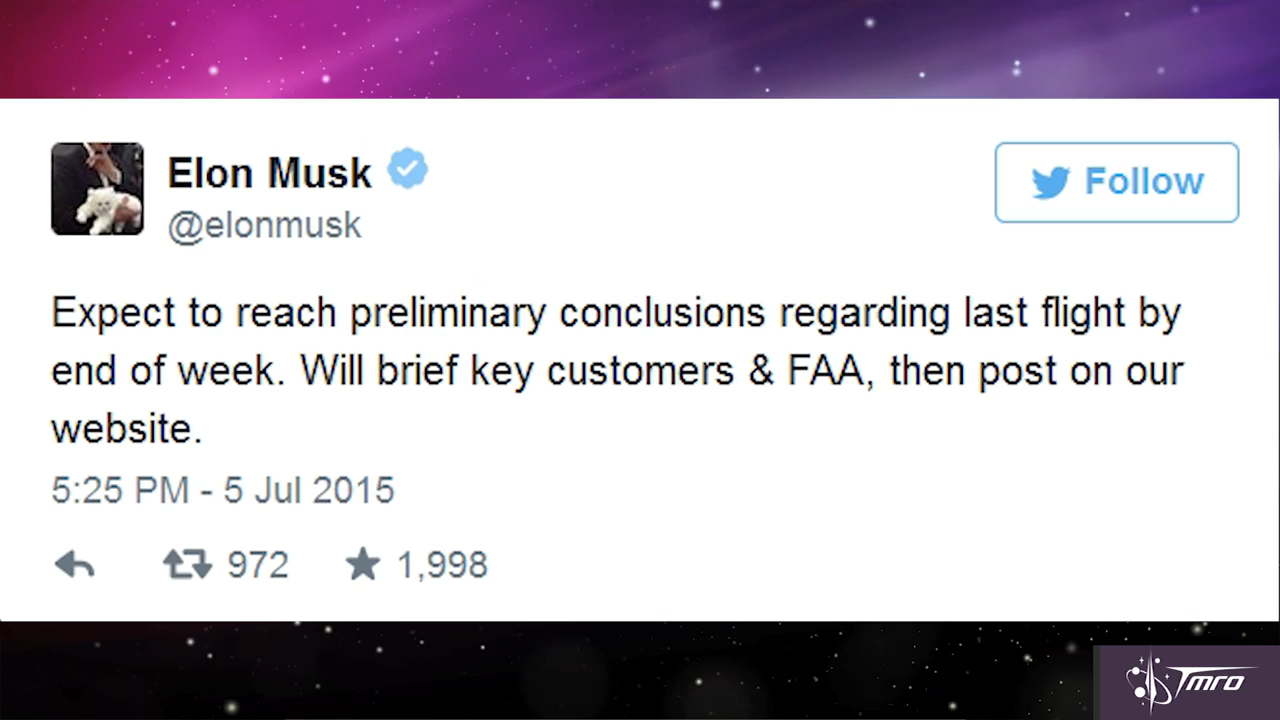 Elon Musk
@elonmusk
Follow
Expect to reach preliminary conclusions regarding last flight by
end of week. Will brief key customers & FAA, then post on our
website.
5:25 PM - 5 Jul 2015
972 1,998
TMRO